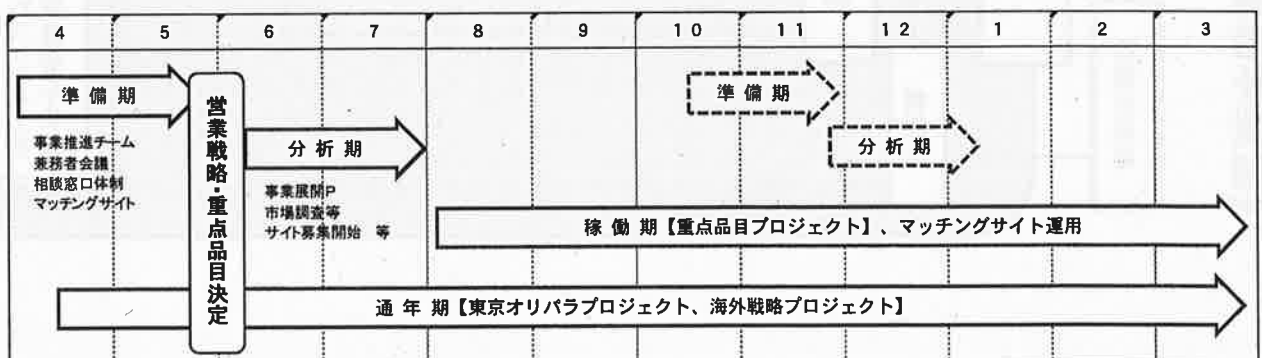 4 5 6 7 8 9 10 11 12 1 2 3
準備期
事業推進チーム
兼務者会議
相談窓口体制
マッチングサイト
営業戦略・重点品目決定
分析期
事業展開P
市場調査等
サイト募集開始 等
準備期
分析期
稼働期【重点品目プロジェクト】、マッチングサイト運用
通年期【東京オリパラプロジェクト、海外戦略プロジェクト】